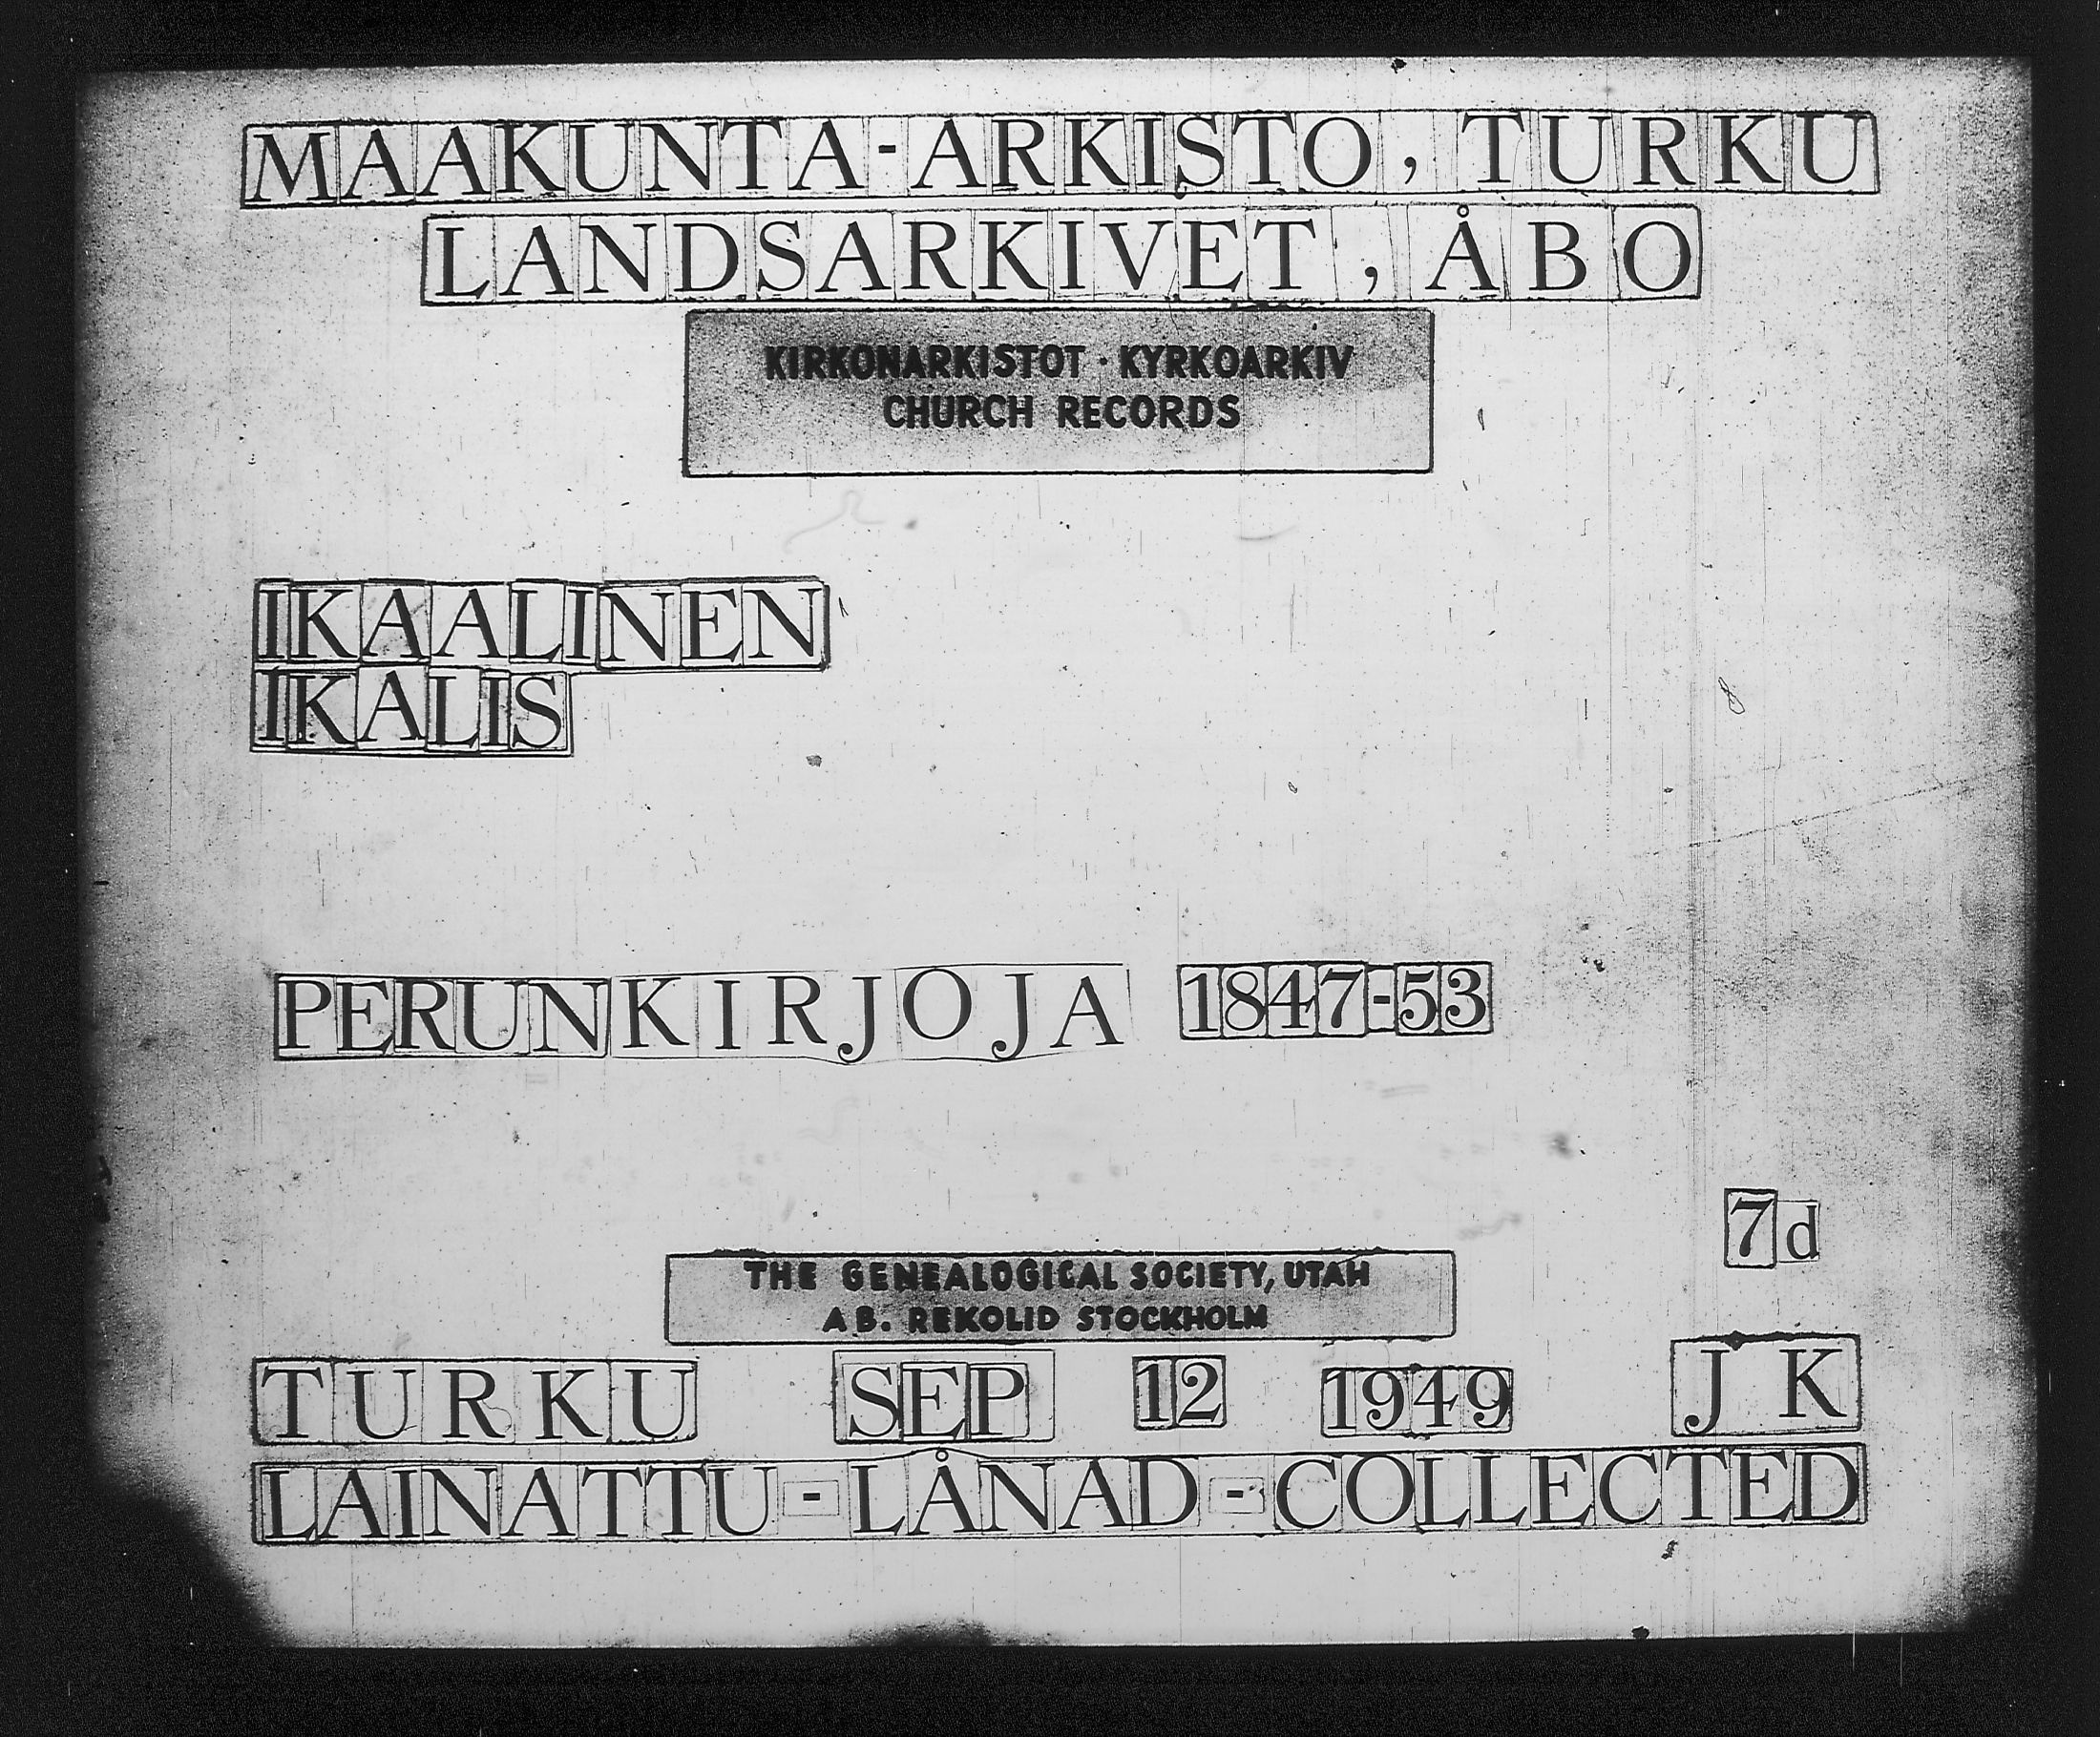 MAAKUNTA-ARKISTO, TURKU
LANDSARKIVET, ÅBO
KIRKONARKISTOT · KYRKOARKIV
CHURCH RECORDS
IKAALINEN
IKALIS
PERUNKIRJOJA 1847-53
7d
THE GENEALOGICAL SOCIETY, UTAH
AB. REKOLID STOCKHOLM
TURKU SEP 12 1949 JK
LAINATTU-LÅNAD-COLLECTED